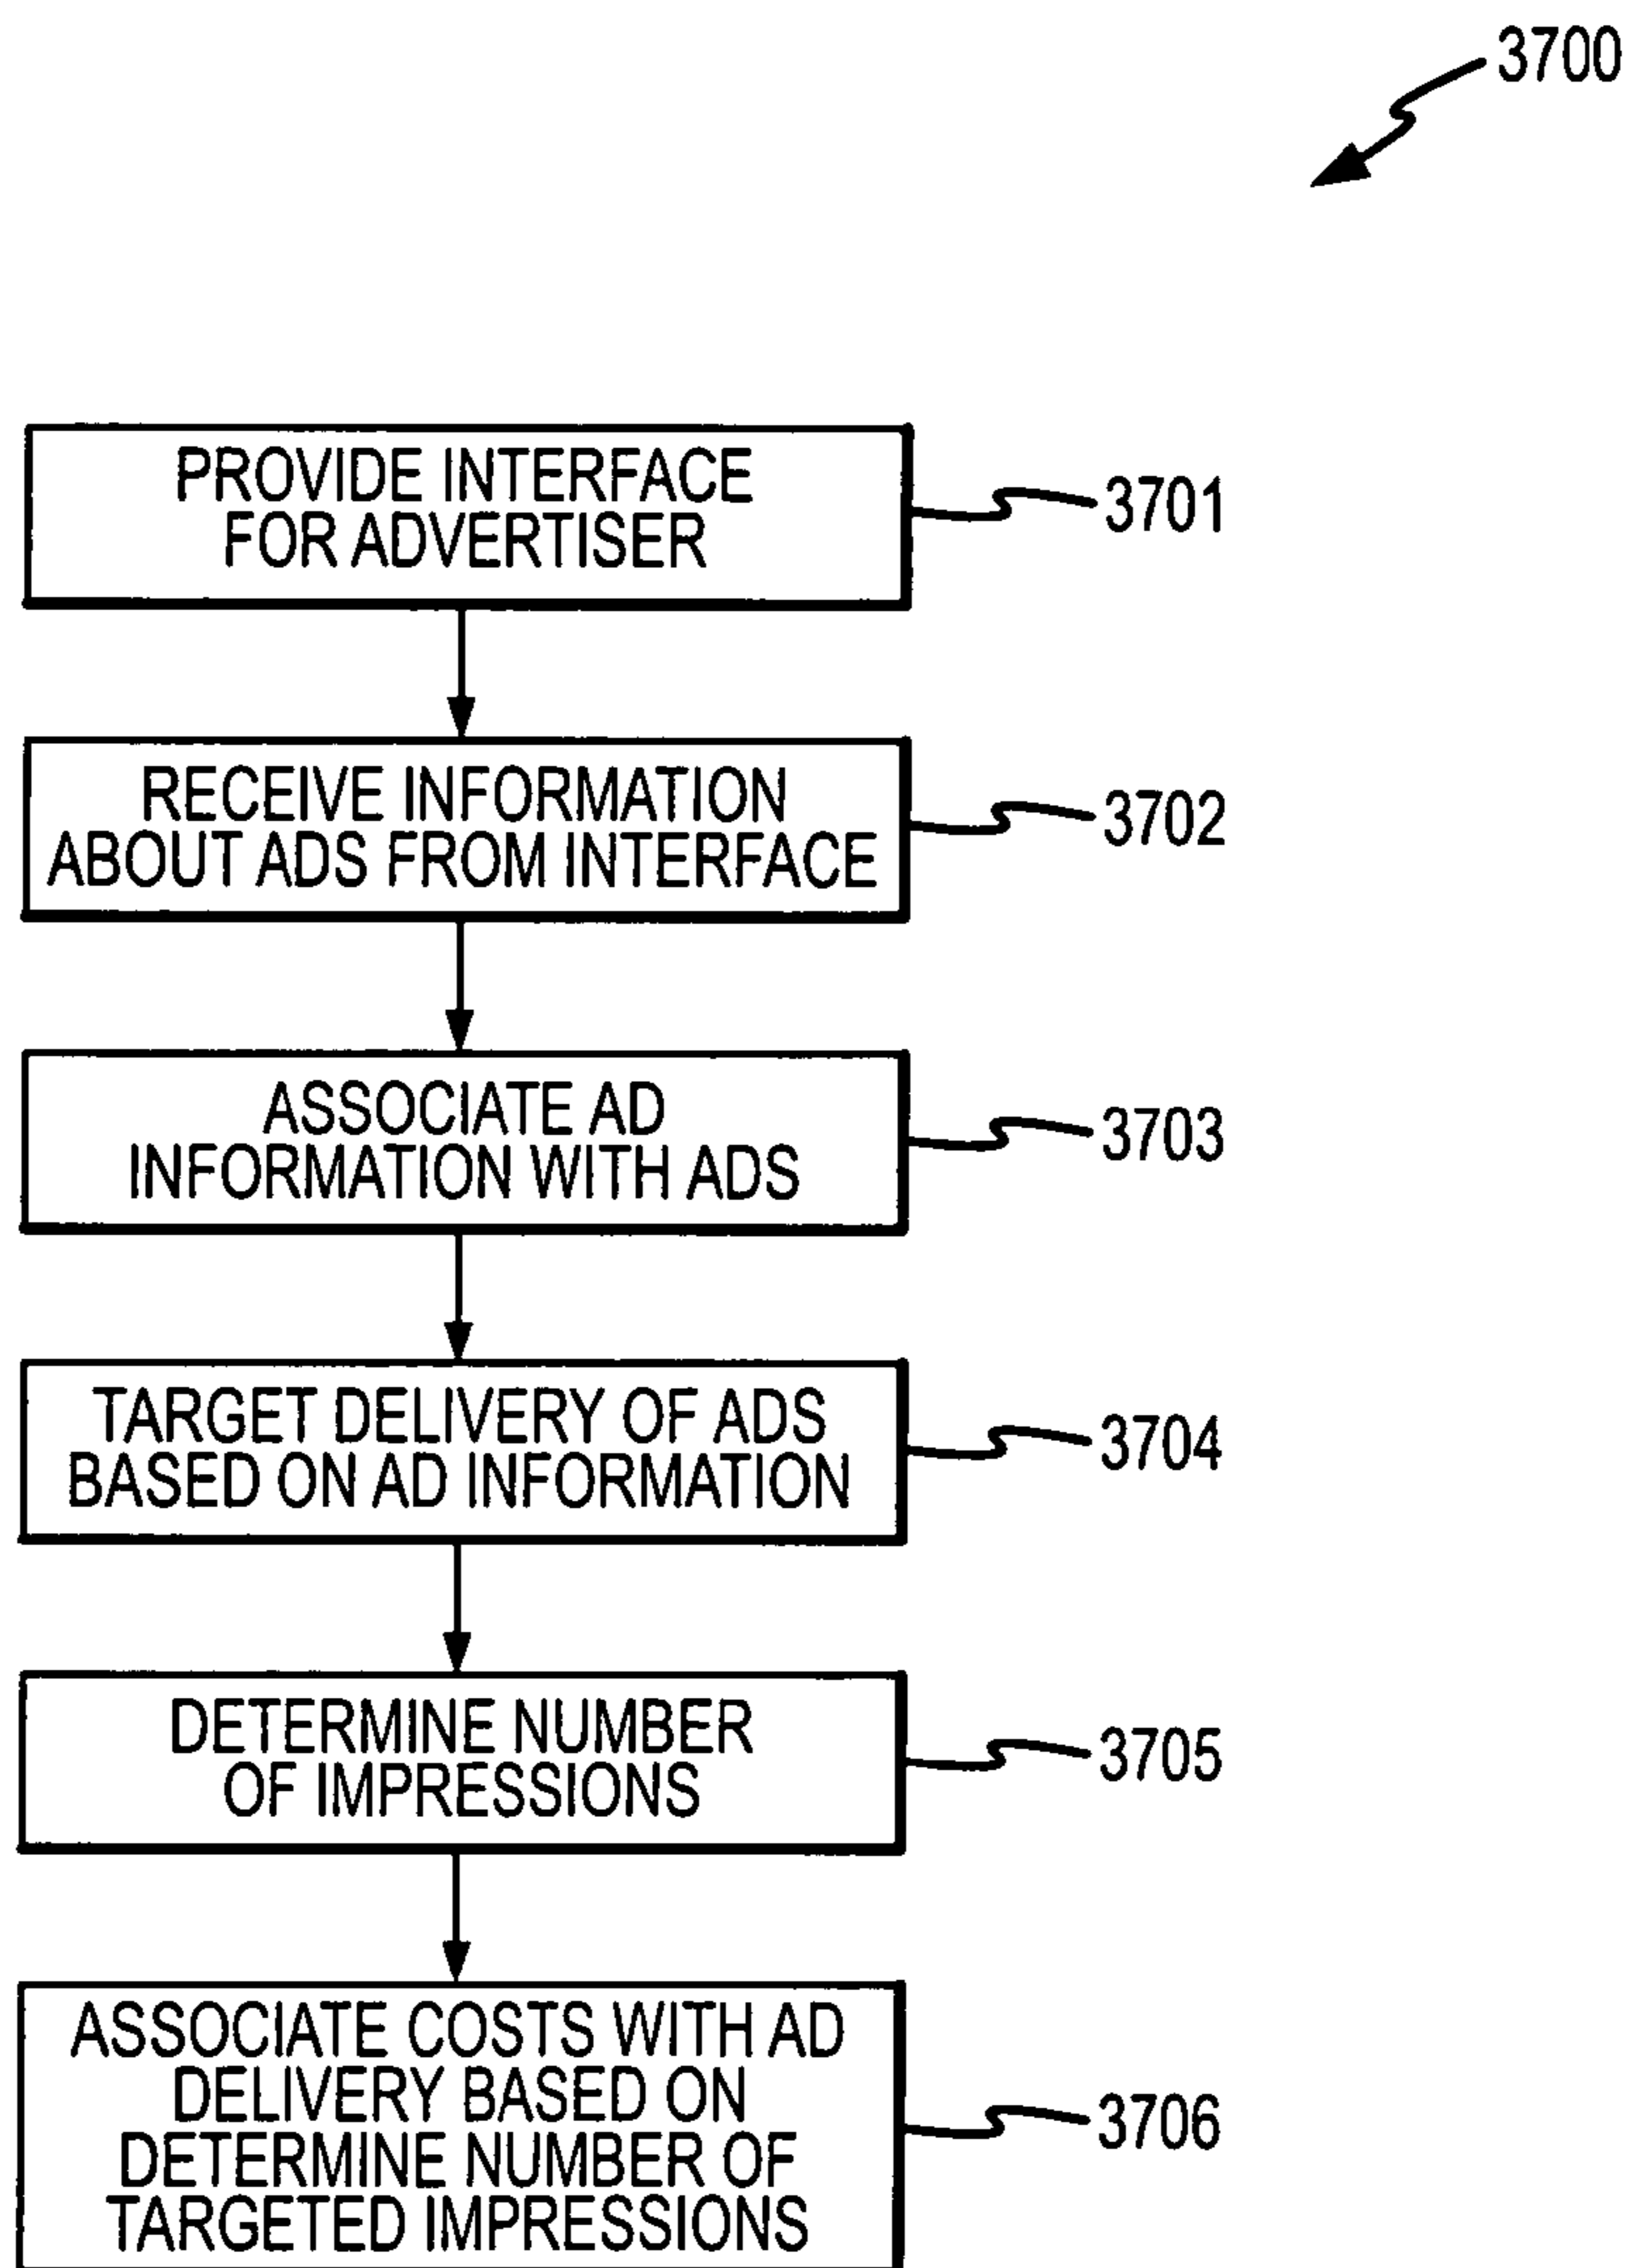 3700
PROVIDE INTERFACE
FOR ADVERTISER
3701
RECEIVE INFORMATION
ABOUT ADS FROM INTERFACE
3702
ASSOCIATE AD
INFORMATION WITH ADS
3703
TARGET DELIVERY OF ADS
BASED ON AD INFORMATION
3704
DETERMINE NUMBER
OF IMPRESSIONS
3705
ASSOCIATE COSTS WITH AD
DELIVERY BASED ON
DETERMINE NUMBER OF
TARGETED IMPRESSIONS
3706